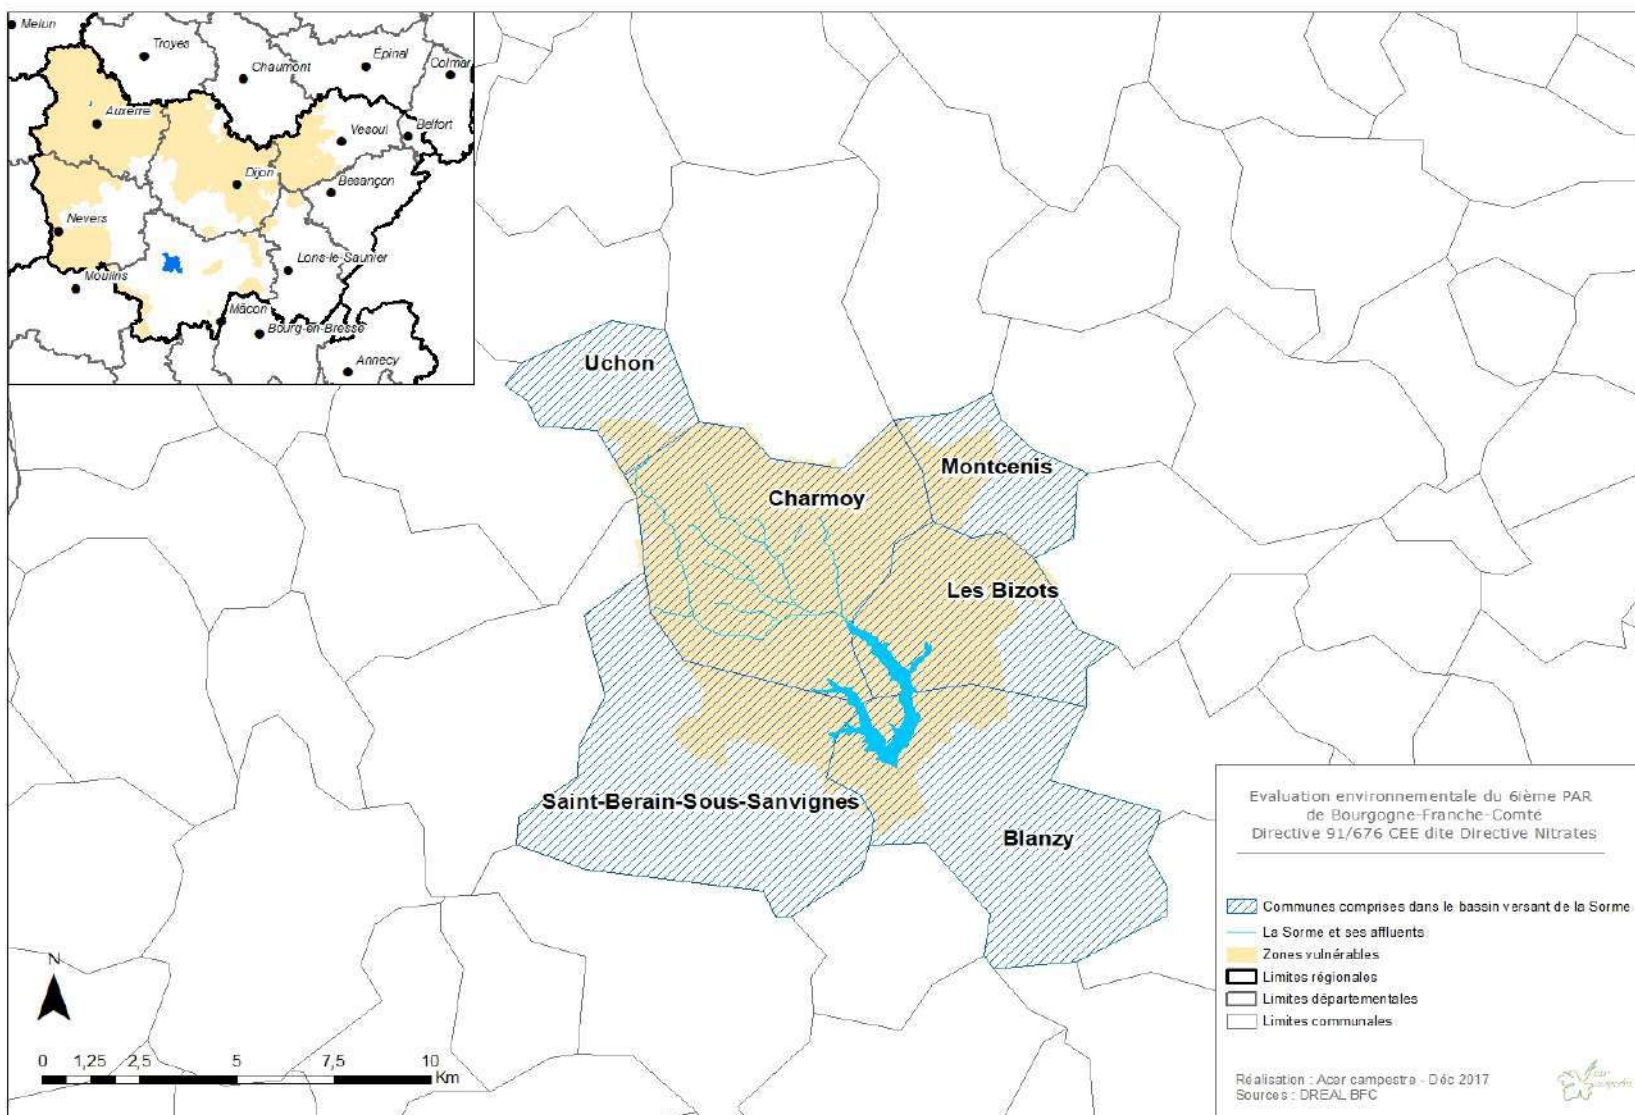 Melun
Troyes
Épinal
Chaumont
Colmar
Auxerre
Vesoul
Belfort
Dijon
Besançon
Nevers
Lons-le-Saunier
Moulins
Mâcon
Bourg-en-Bresse
Annecy
Uchon
Montcenis
Charmoy
Les Bizots
Saint-Berain-Sous-Sanvignes
Blanzy
Evaluation environnementale du 6ième PAR
de Bourgogne-Franche-Comté
Directive 91/676 CEE dite Directive Nitrates
Communes comprises dans le bassin versant de la Sorme
La Sorme et ses affluents
Zones vulnérables
Limites régionales
Limites départementales
Limites communales
N
0 1,25 2,5 5 7,5 10
Km
Réalisation : Acer campestre - Déc 2017
Sources : DREAL BFC